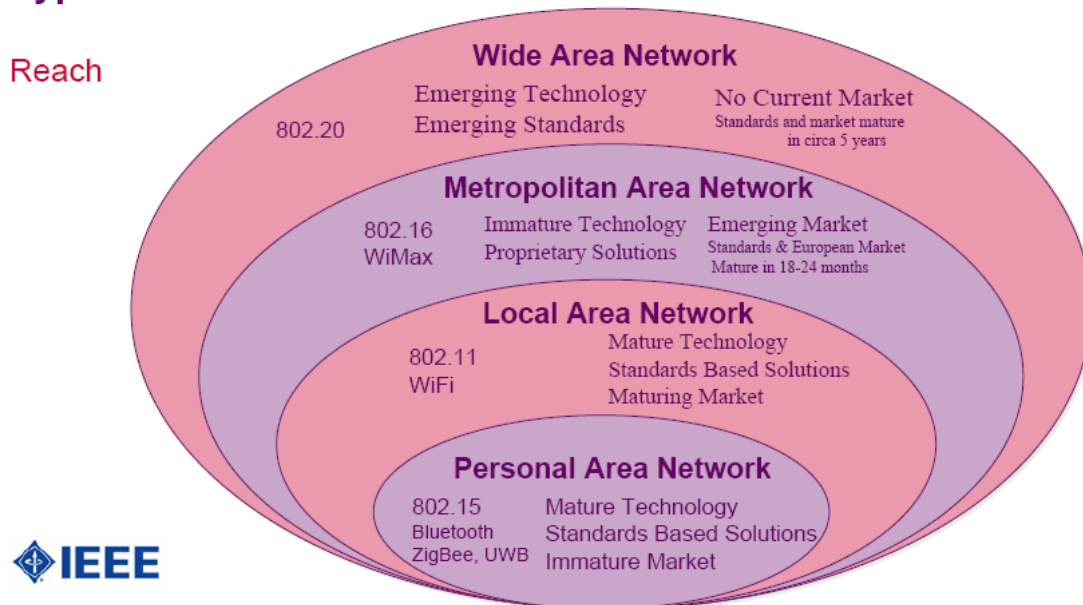 Reach
Wide Area Network
802.20
Emerging Technology
Emerging Standards
No Current Market
Standards and market mature
in circa 5 years
Metropolitan Area Network
802.16
WiMax
Immature Technology
Proprietary Solutions
Emerging Market
Standards & European Market
Mature in 18-24 months
Local Area Network
802.11
WiFi
Mature Technology
Standards Based Solutions
Maturing Market
Personal Area Network
802.15
Bluetooth
ZigBee, UWB
Mature Technology
Standards Based Solutions
Immature Market
IEEE